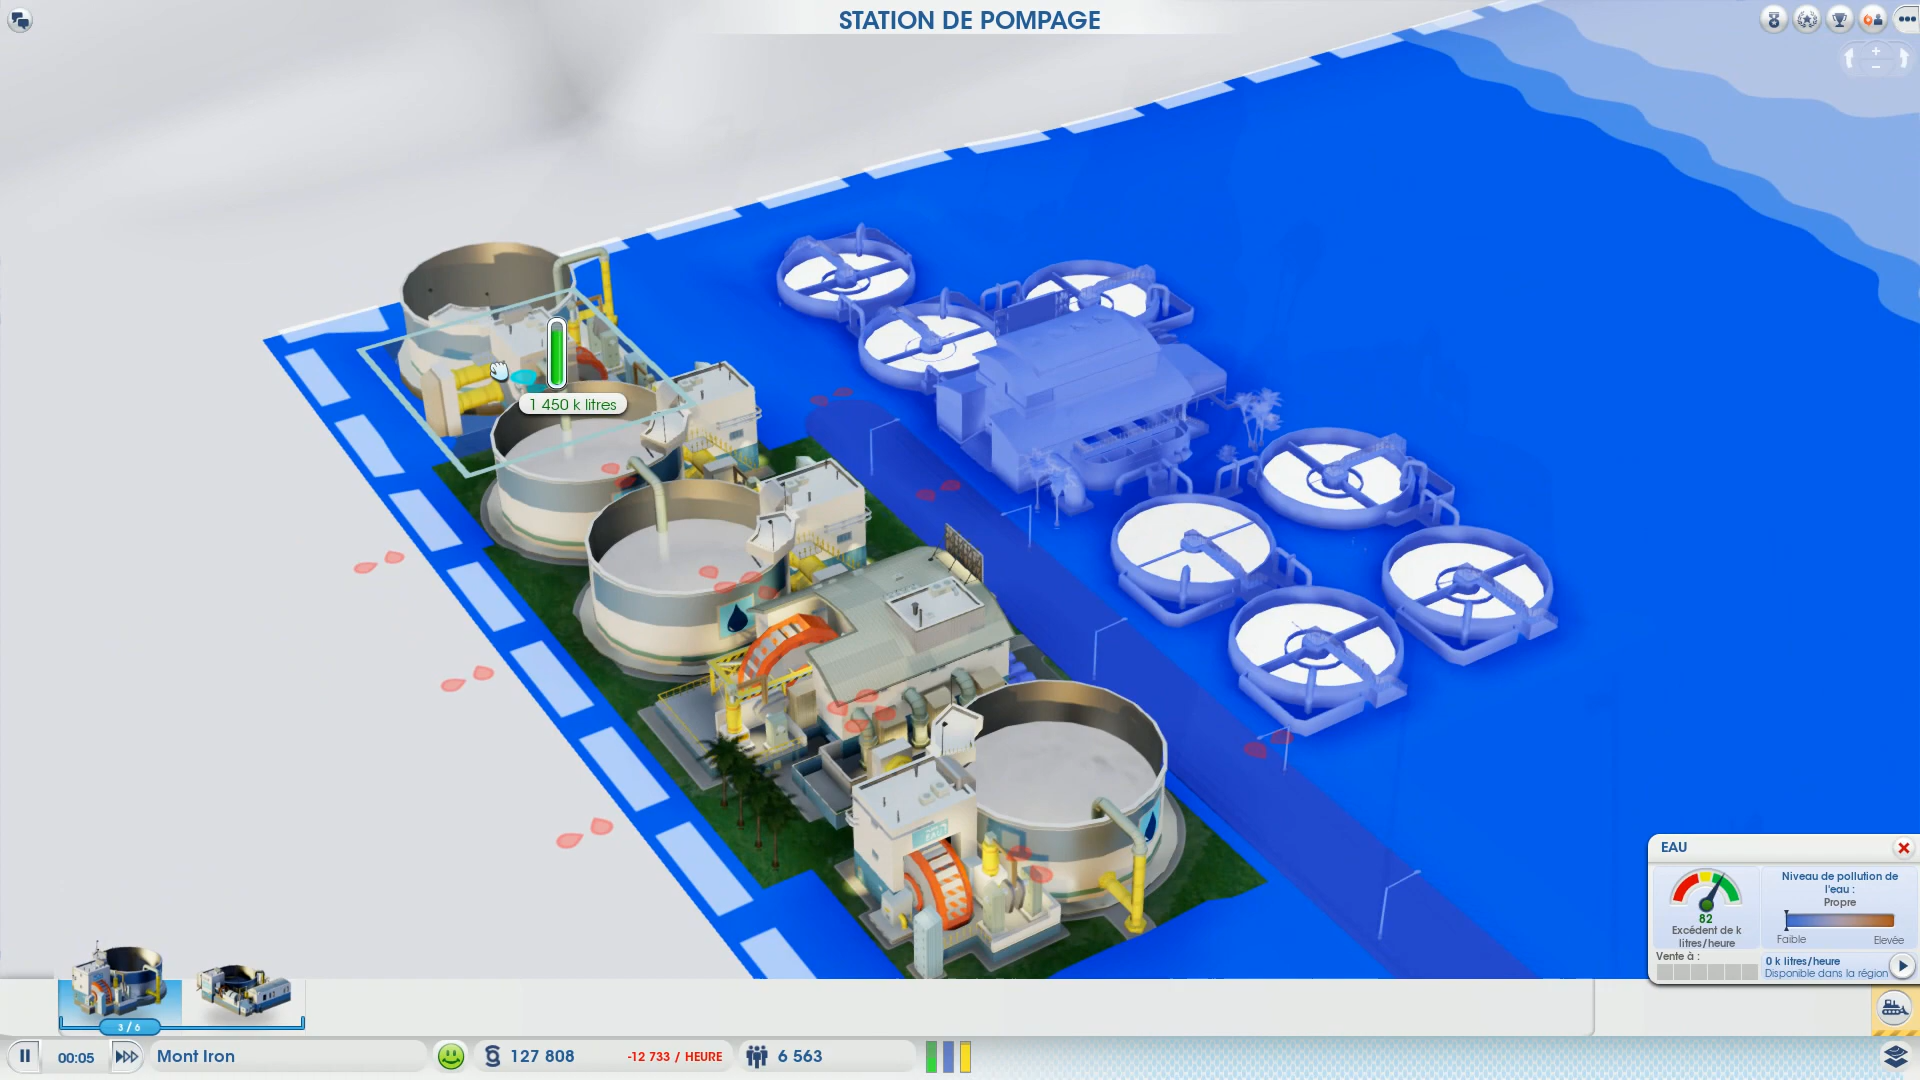 STATION DE POMPAGE
1 450 k litres
EAU
82
Excédent de k
litres/heure
Niveau de pollution de
l'eau :
Propre
Faible
Elevée
Vente à :
0 k litres/heure
Disponible dans la région
3 / 6
00:05
Mont Iron
127 808
-12 733 / HEURE
6 563